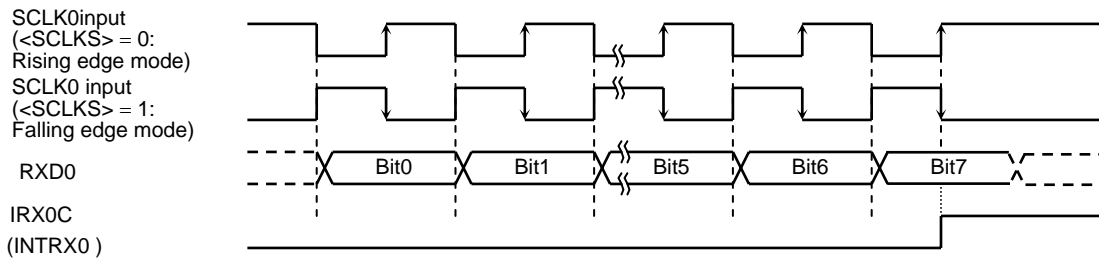 SCLK0input
(<SCLKS> = 0:
Rising edge mode)
SCLK0 input
(<SCLKS> = 1:
Falling edge mode)
RXD0
Bit0
Bit1
Bit5
Bit6
Bit7
IRX0C
(INTRX0 )